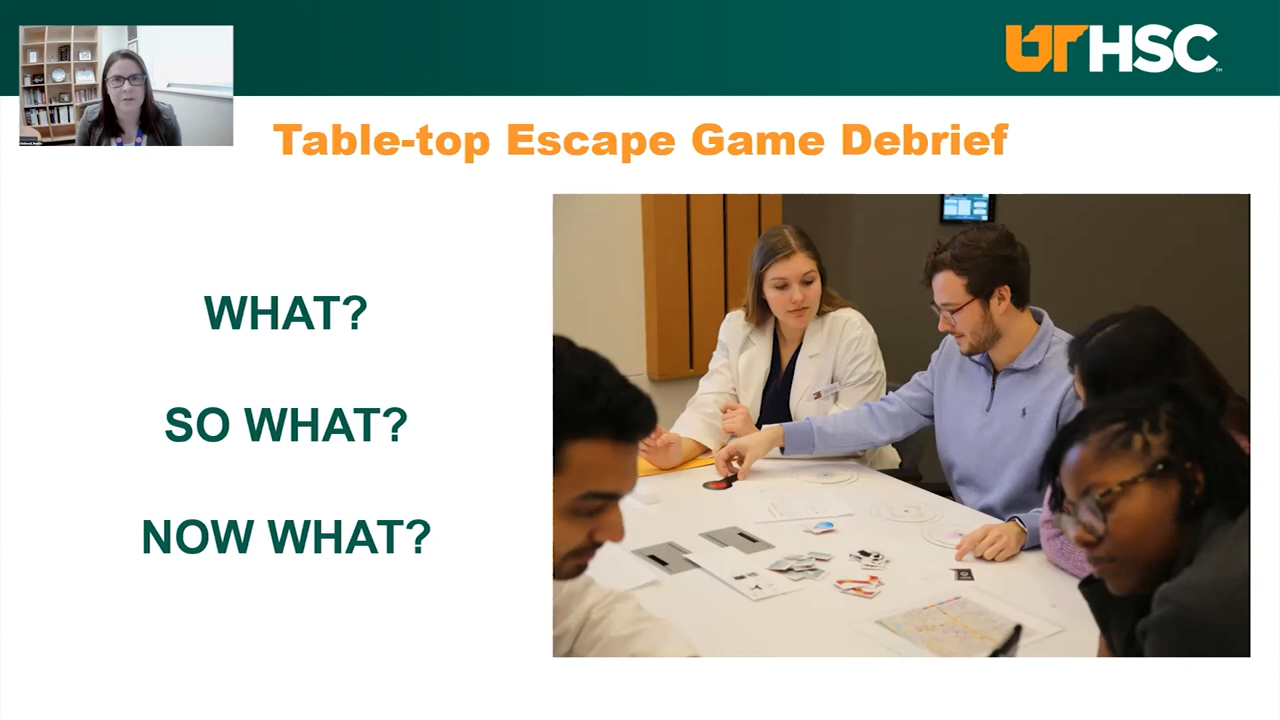 UTHSC
Table-top Escape Game Debrief
WHAT?
SO WHAT?
NOW WHAT?